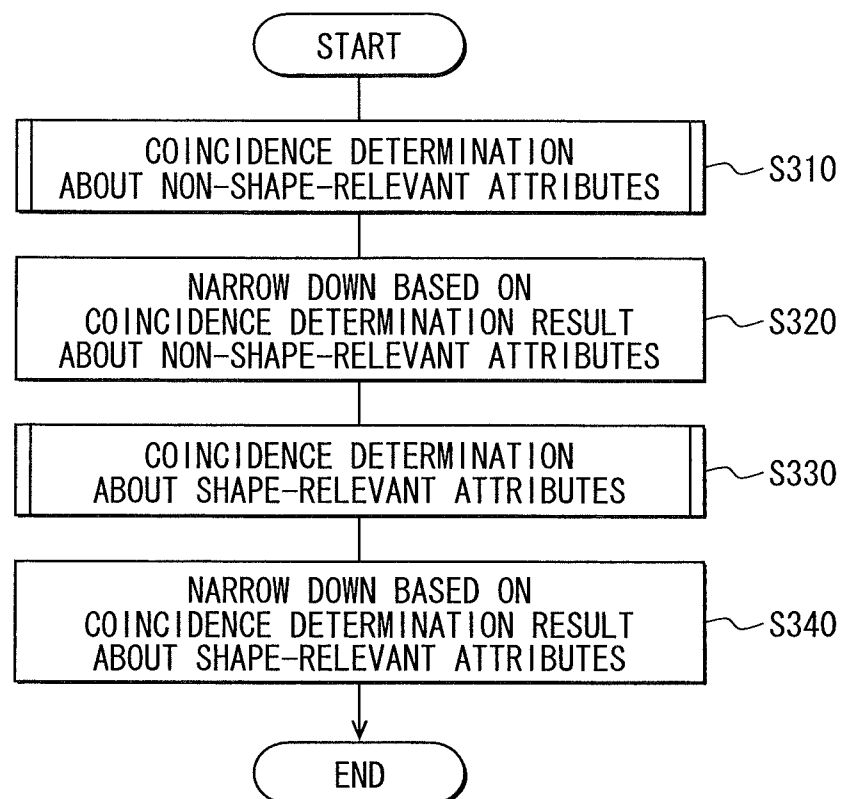 START
COINCIDENCE DETERMINATION
ABOUT NON-SHAPE-RELEVANT ATTRIBUTES
S310
NARROW DOWN BASED ON
COINCIDENCE DETERMINATION RESULT
ABOUT NON-SHAPE-RELEVANT ATTRIBUTES
S320
COINCIDENCE DETERMINATION
ABOUT SHAPE-RELEVANT ATTRIBUTES
S330
NARROW DOWN BASED ON
COINCIDENCE DETERMINATION RESULT
ABOUT SHAPE-RELEVANT ATTRIBUTES
S340
END